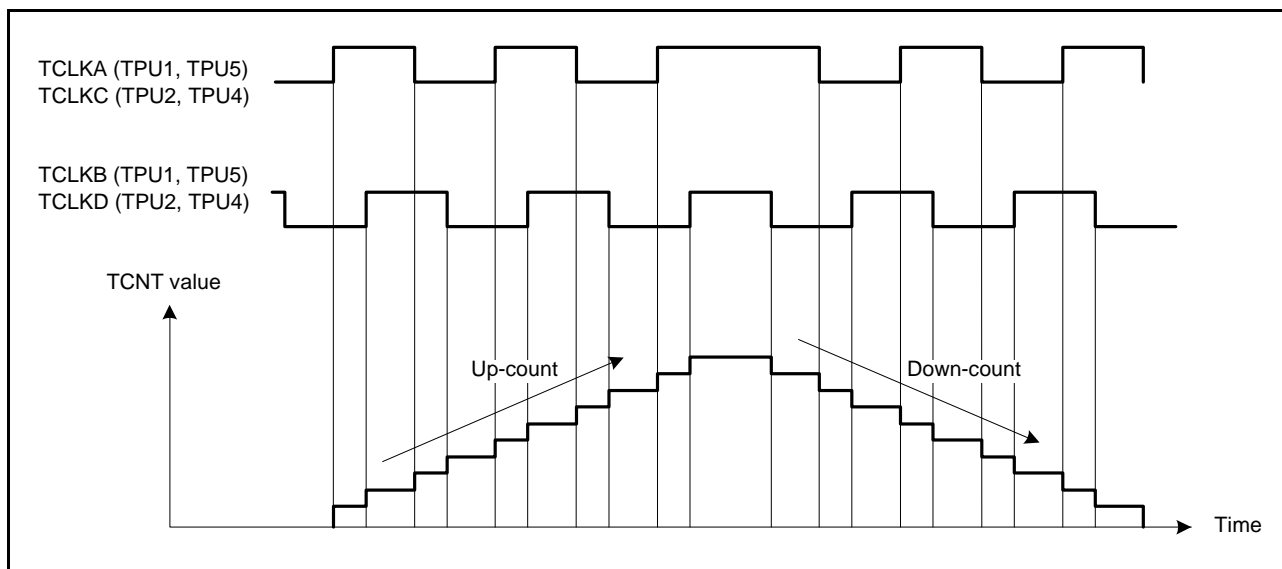 TCLKA (TPU1, TPU5)
TCLKC (TPU2, TPU4)
TCLKB (TPU1, TPU5)
TCLKD (TPU2, TPU4)
TCNT value
Up-count
Down-count
Time